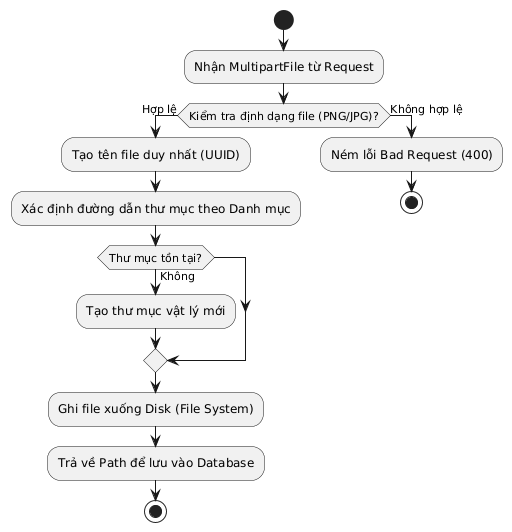 Nhận MultipartFile từ Request
Kiểm tra định dạng file (PNG/JPG)?
Hợp lệ
Không hợp lệ
Tạo tên file duy nhất (UUID)
Ném lỗi Bad Request (400)
Xác định đường dẫn thư mục theo Danh mục
Thư mục tồn tại?
Không
Tạo thư mục vật lý mới
Ghi file xuống Disk (File System)
Trả về Path để lưu vào Database